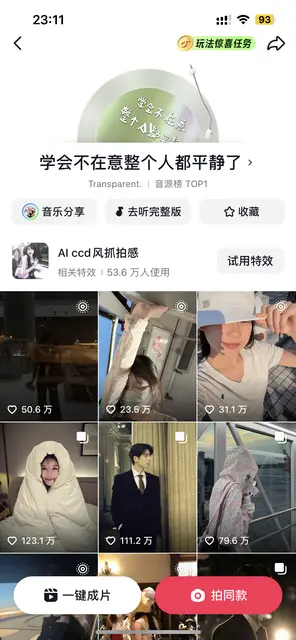 23:11
93
玩法惊喜任务
学会不在意
整个人都平静了
学会不在意整个人都平静了
Transparent. | 音源榜 TOP1
音乐分享
去听完整版
收藏
AI ccd风抓拍感
相关特效 | 53.6 万人使用
试用特效
50.6 万
23.5 万
31.1 万
123.1 万
111.2 万
79.6 万
一键成片
拍同款